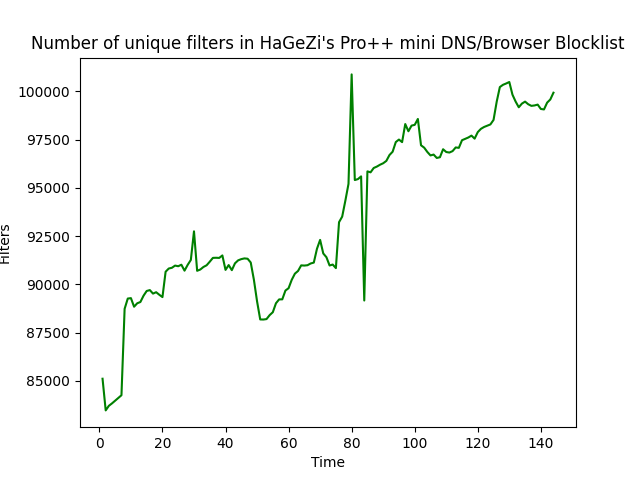 Number of unique filters in HaGeZi's Pro++ mini DNS/Browser Blocklist
100000
97500
95000
92500
90000
87500
85000
Filters
0 20 40 60 80 100 120 140
Time